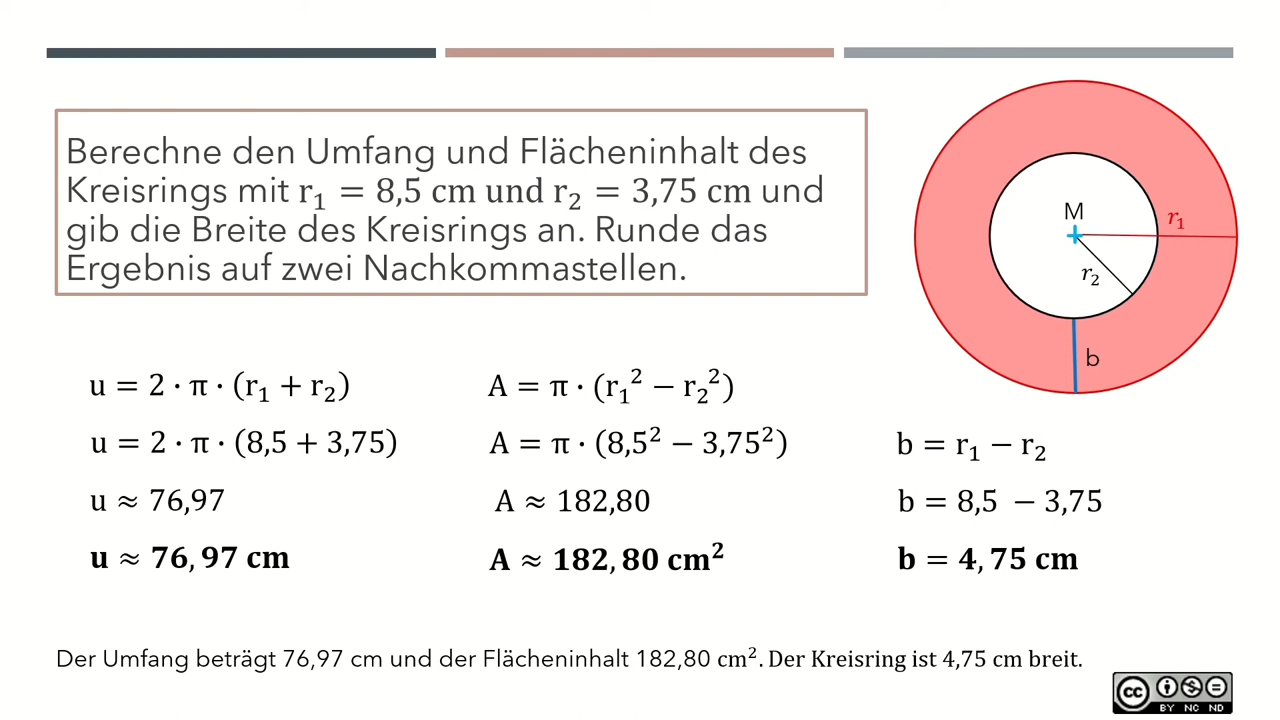 Berechne den Umfang und Flächeninhalt des
Kreisrings mit r₁ = 8,5 cm und r₂ = 3,75 cm und
gib die Breite des Kreisrings an. Runde das
Ergebnis auf zwei Nachkommastellen.
M
r₁
r₂
b
u = 2 · π · (r₁ + r₂)
u = 2 · π · (8,5 + 3,75)
u ≈ 76,97
u ≈ 76,97 cm
A = π · (r₁² − r₂²)
A = π · (8,5² − 3,75²)
A ≈ 182,80
A ≈ 182,80 cm²
b = r₁ − r₂
b = 8,5 − 3,75
b = 4,75 cm
Der Umfang beträgt 76,97 cm und der Flächeninhalt 182,80 cm². Der Kreisring ist 4,75 cm breit.
cc
BY NC ND